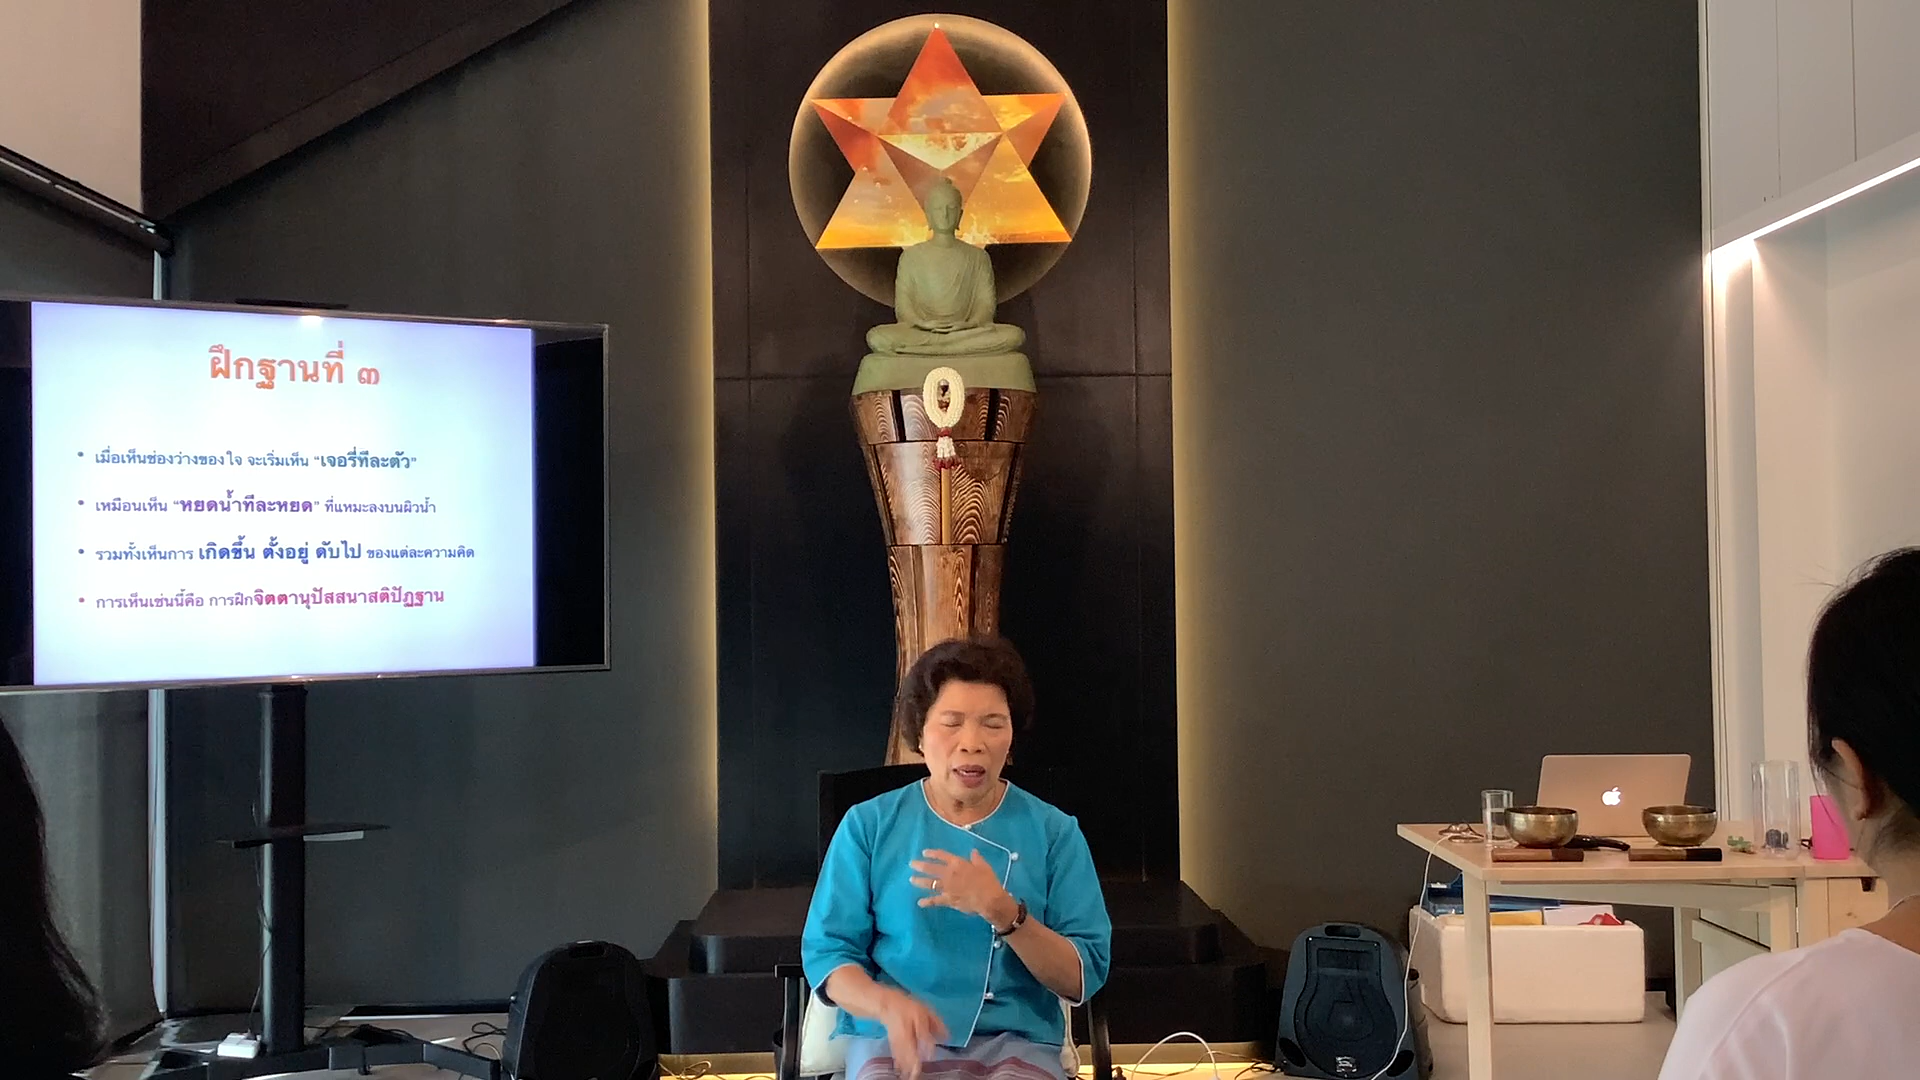 ฝึกฐานที่ ๓
• เมื่อเห็นช่องว่างของใจ จะเริ่มเห็น “เจอรี่ทีละตัว”
• เหมือนเห็น “หยดน้ำทีละหยด” ที่แหมะลงบนผิวน้ำ
• รวมทั้งเห็นการ เกิดขึ้น ตั้งอยู่ ดับไป ของแต่ละความคิด
• การเห็นเช่นนี้คือ การฝึกจิตตานุปัสสนาสติปัฏฐาน